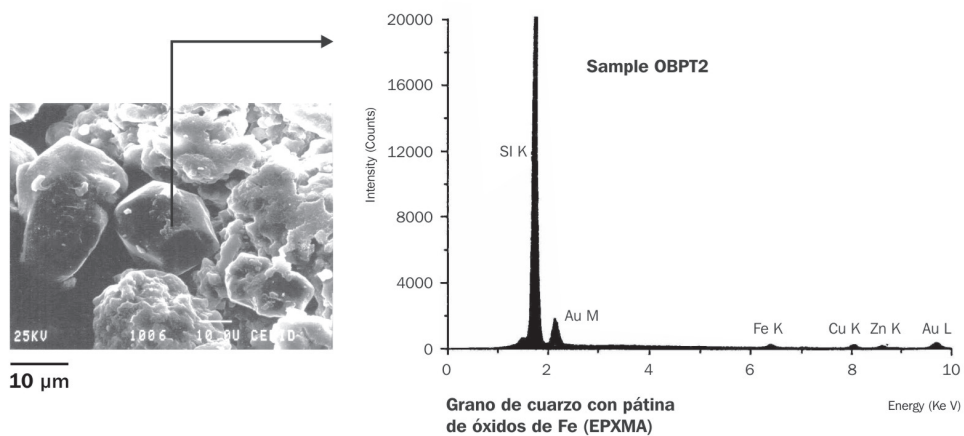 20000
16000
12000
8000
4000
0
Intensity (Counts)
Sample OBPT2
SI K
Au M
Fe K
Cu K
Zn K
Au L
0
2
4
6
8
10
Energy (Ke V)
25KV
1006
10.0U CENID
10 µm
Grano de cuarzo con pátina
de óxidos de Fe (EPXMA)